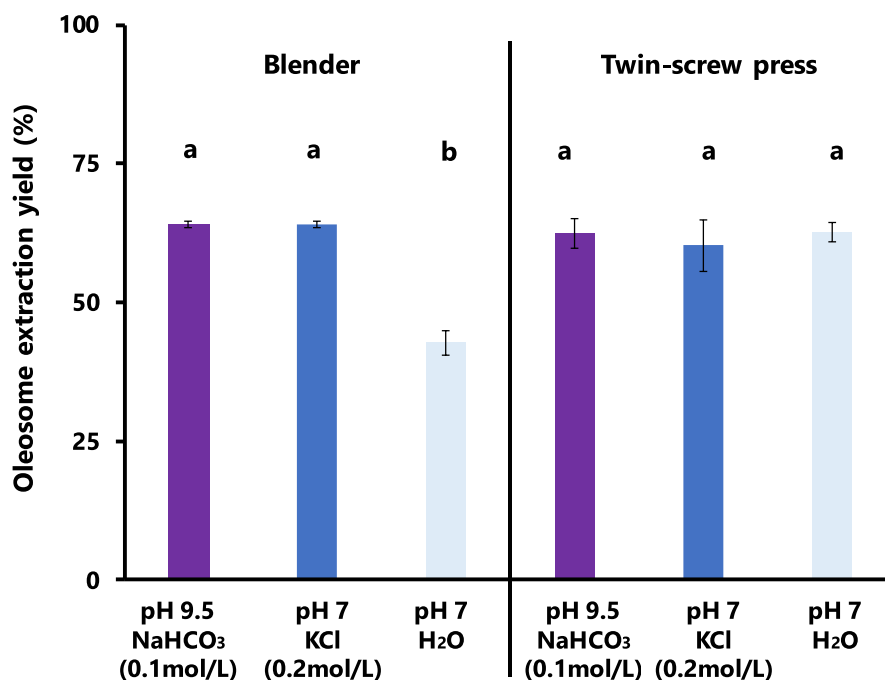 Oleosome extraction yield (%)
100
75
50
25
0
Blender
Twin-screw press
a
a
b
a
a
a
pH 9.5
NaHCO₃
(0.1mol/L)
pH 7
KCl
(0.2mol/L)
pH 7
H₂O
pH 9.5
NaHCO₃
(0.1mol/L)
pH 7
KCl
(0.2mol/L)
pH 7
H₂O